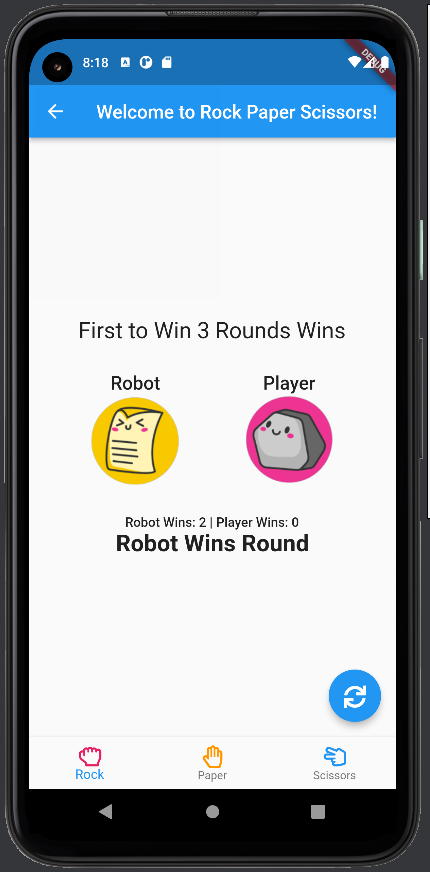 8:18
DEBUG
Welcome to Rock Paper Scissors!
First to Win 3 Rounds Wins
Robot Player
Robot Wins: 2 | Player Wins: 0
Robot Wins Round
Rock Paper Scissors